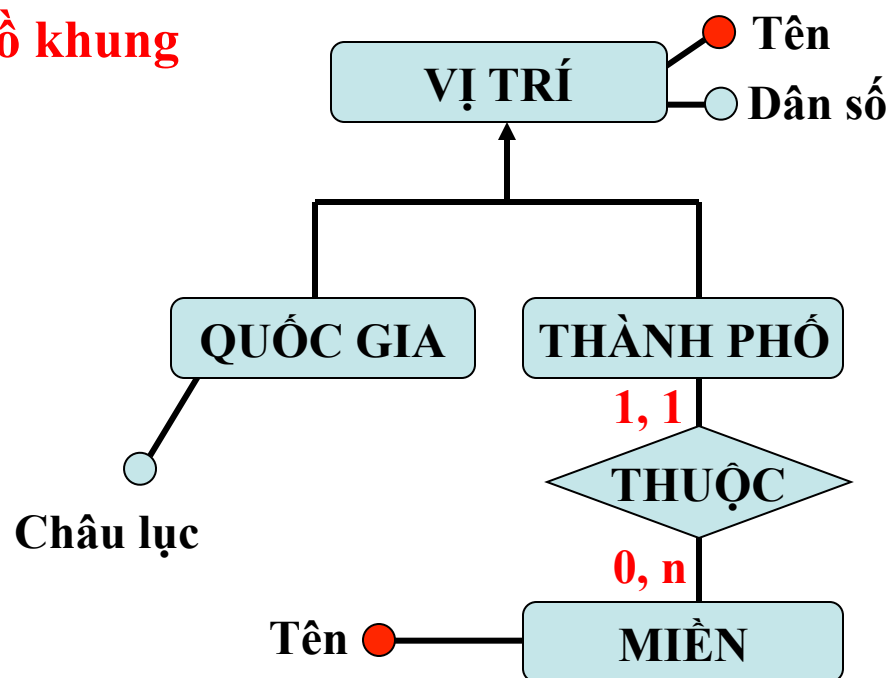 ồ khung
Tên
VỊ TRÍ
Dân số
QUỐC GIA
THÀNH PHỐ
1, 1
THUỘC
Châu lục
0, n
Tên
MIỀN